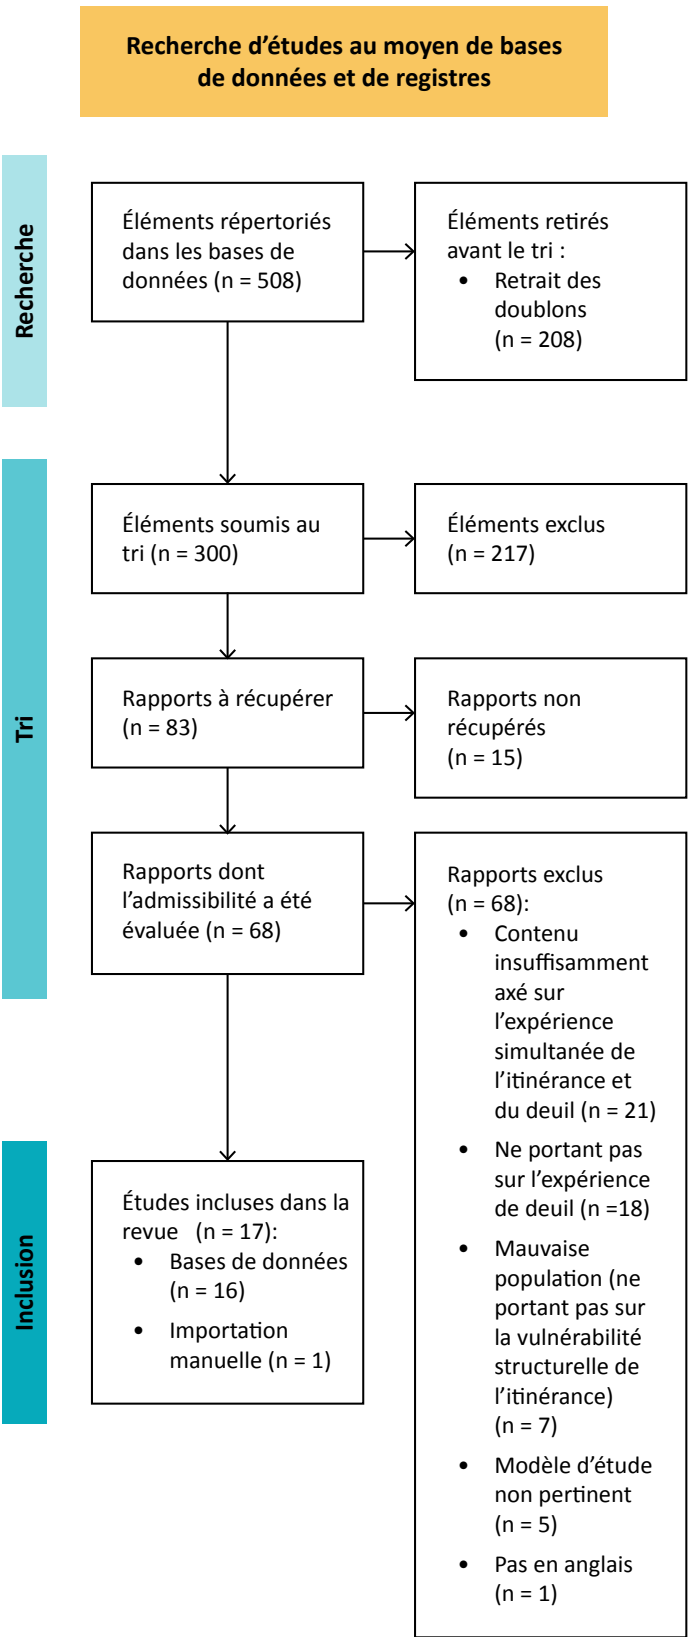 Recherche d’études au moyen de bases
de données et de registres
Recherche
Éléments répertoriés
dans les bases de
données (n = 508)
Éléments retirés
avant le tri :
• Retrait des
doublons
(n = 208)
Tri
Éléments soumis au
tri (n = 300)
Éléments exclus
(n = 217)
Rapports à récupérer
(n = 83)
Rapports non
récupérés
(n = 15)
Rapports dont
l’admissibilité a été
évaluée (n = 68)
Rapports exclus
(n = 68):
• Contenu
insuffisamment
axé sur
l’expérience
simultanée de
l’itinérance et
du deuil (n = 21)
• Ne portant pas
sur l’expérience
de deuil (n =18)
• Mauvaise
population (ne
portant pas sur
la vulnérabilité
structurelle de
l’itinérance)
(n = 7)
• Modèle d’étude
non pertinent
(n = 5)
• Pas en anglais
(n = 1)
Inclusion
Études incluses dans la
revue (n = 17):
• Bases de données
(n = 16)
• Importation
manuelle (n = 1)